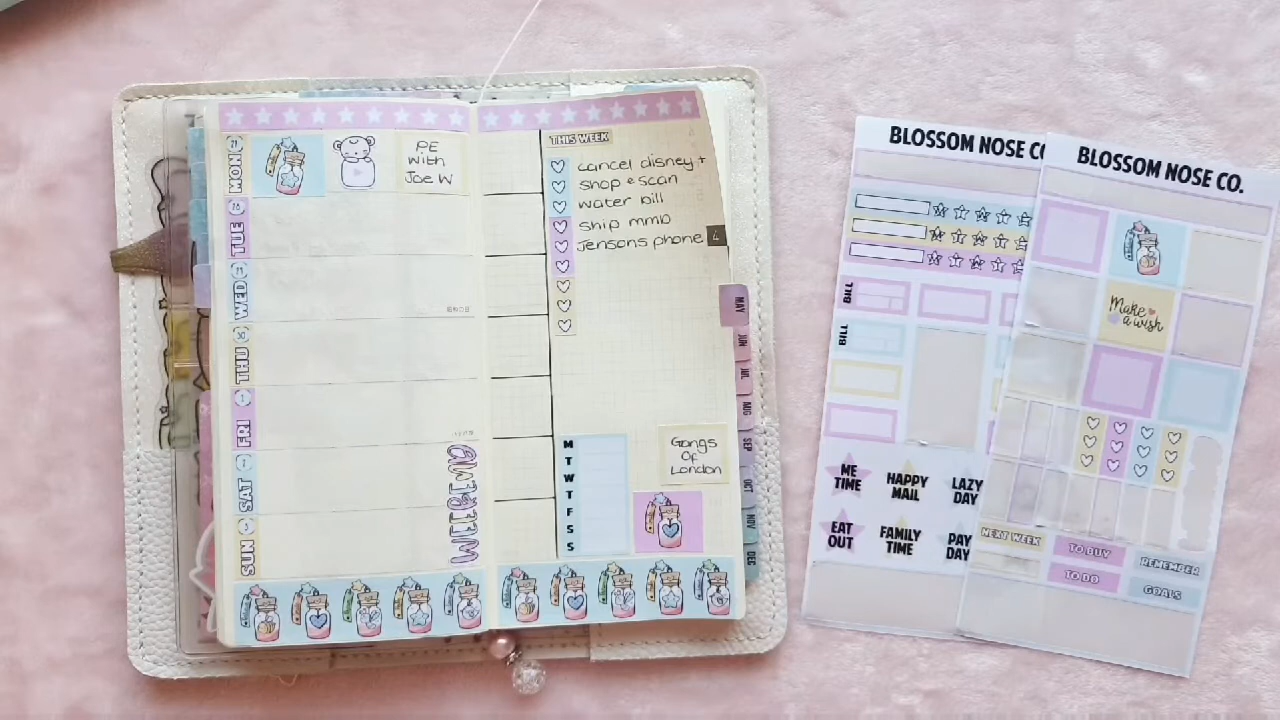 MON
TUE
WED
THU
FRI
SAT
SUN
PE
With
Joe W
WEEKEND
THIS WEEK
cancel disney +
shop e scan
water bill
ship mmb
Jensons phone
4
M
T
W
T
F
S
S
Gangs
Of
London
MAY
JUN
JUL
AUG
SEP
OCT
NOV
DEC
BLOSSOM NOSE CO
BILL
BILL
ME
TIME
HAPPY
MAIL
LAZY
DAY
EAT
OUT
FAMILY
TIME
PAY
DAY
BLOSSOM NOSE CO.
Make
a wish
NEXT WEEK
TO BUY
REMEMBER
TO DO
GOALS